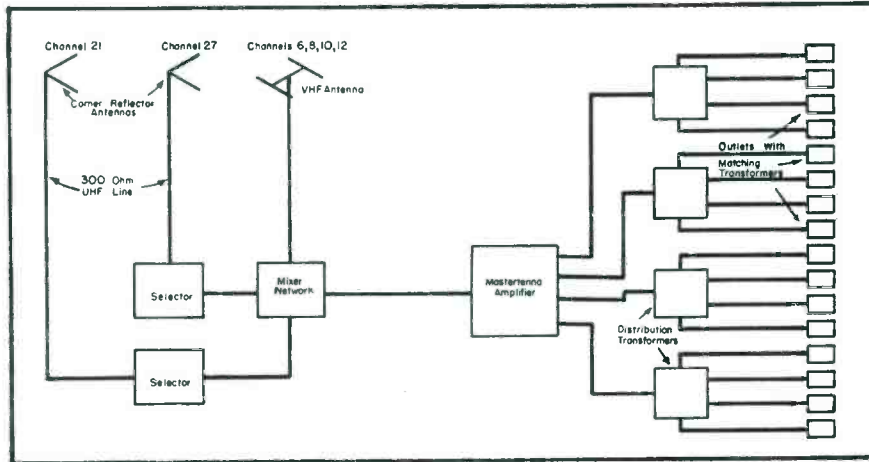 Channel 21
Channel 27
Channels 6,8,10,12
VHF Antenna
Corner Reflector
Antennas
Outlets With
Matching
Transformers
300 Ohm
UHF Line
Selector
Mixer
Network
Mastertenna
Amplifier
Distribution
Transformers
Selector